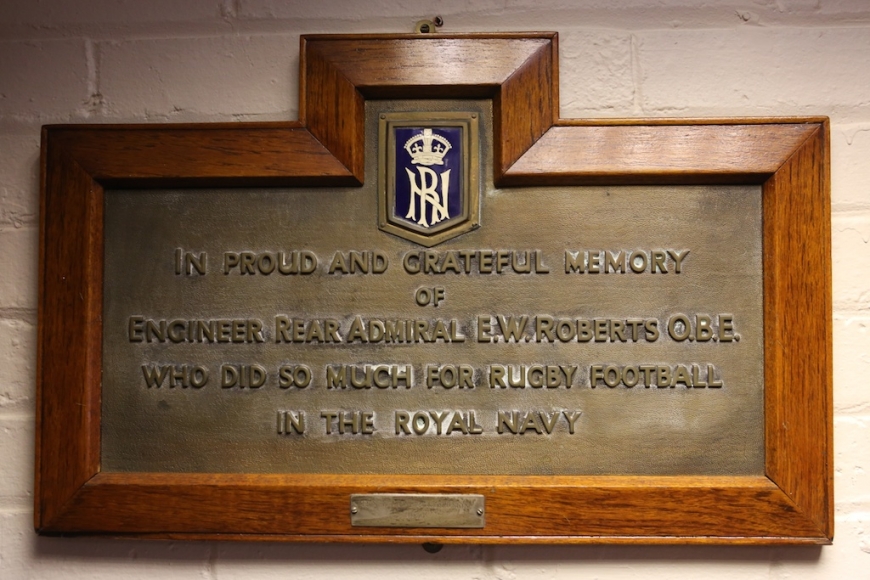 RN
IN PROUD AND GRATEFUL MEMORY
OF
ENGINEER REAR ADMIRAL E.W. ROBERTS O.B.E.
WHO DID SO MUCH FOR RUGBY FOOTBALL
IN THE ROYAL NAVY